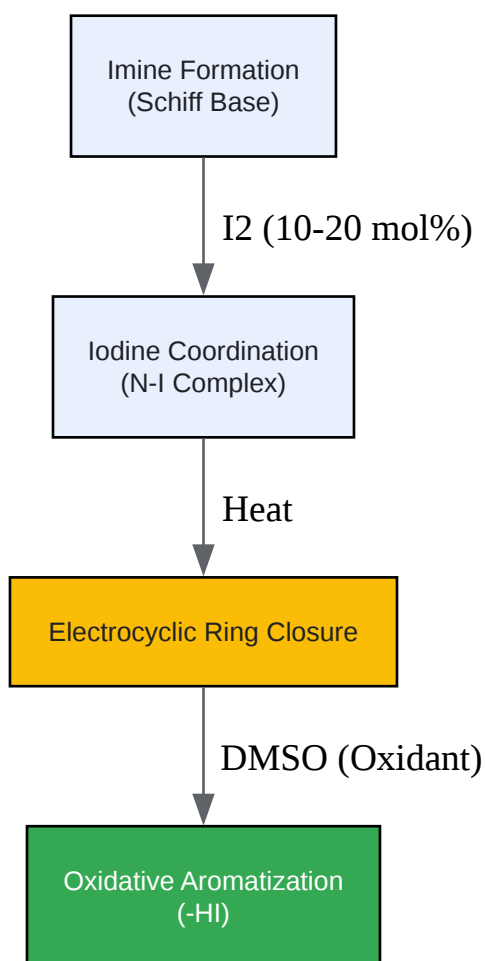 Imine Formation
(Schiff Base)
I2 (10-20 mol%)
Iodine Coordination
(N-I Complex)
Heat
Electrocyclic Ring Closure
DMSO (Oxidant)
Oxidative Aromatization
(-HI)